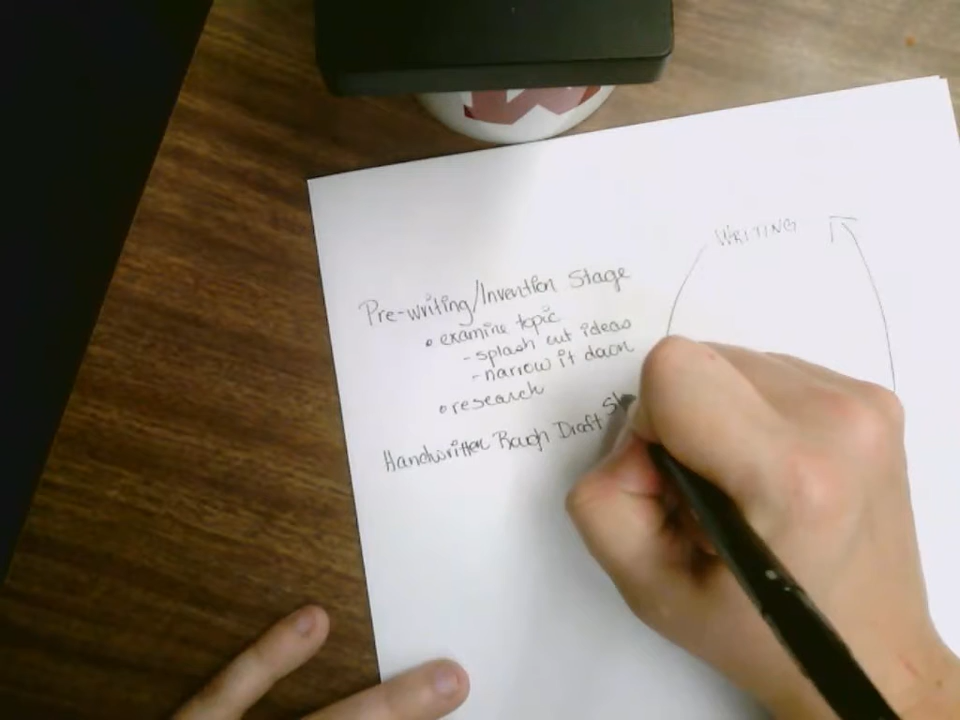 WRITING
Pre-writing/Invention Stage
• examine topic
- splash out ideas
- narrow it down
• research
Handwritten Rough Draft